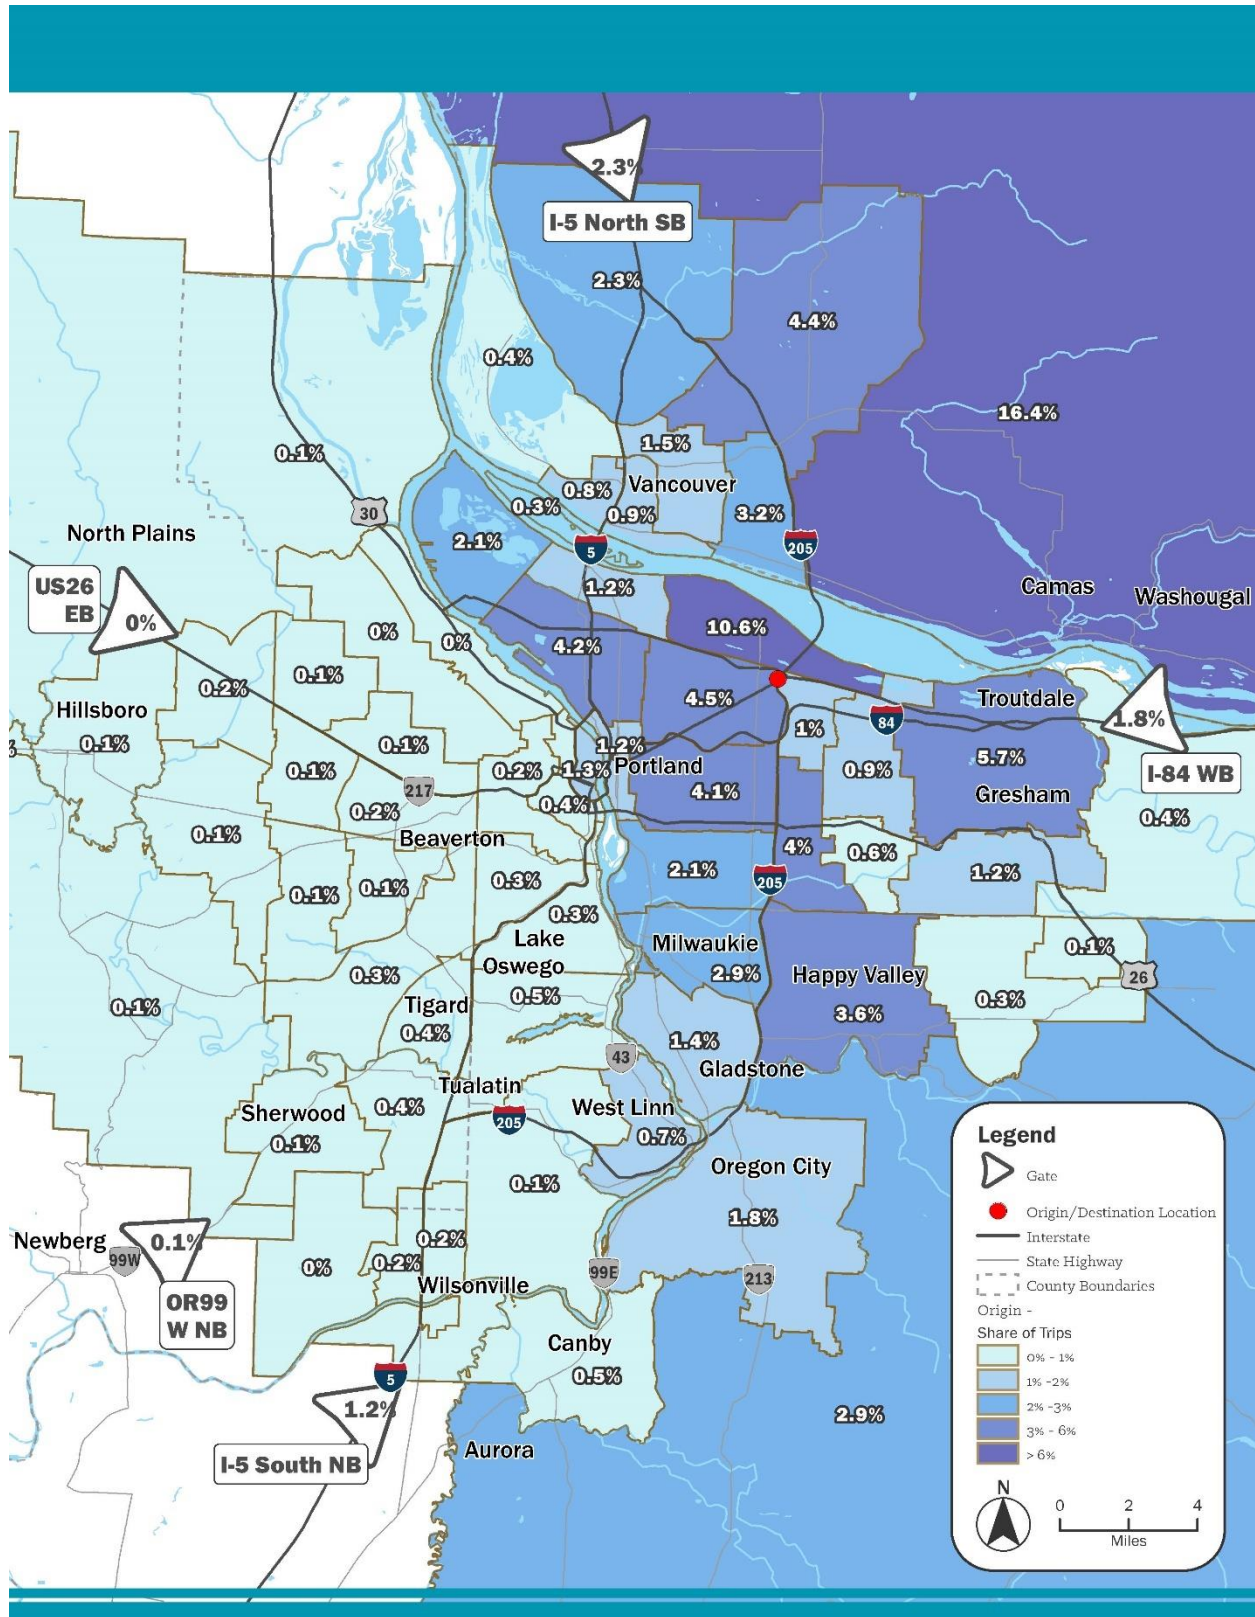 2.3%
I-5 North SB
2.3%
4.4%
0.4%
16.4%
0.1%
1.5%
Vancouver
0.8%
0.3%
0.9%
3.2%
30
North Plains
2.1%
5
205
US26
EB
0%
1.2%
Camas
Washougal
0%
0%
10.6%
4.2%
0.1%
0.2%
4.5%
Troutdale
Hillsboro
84
1.8%
0.1%
0.1%
1.2%
1%
I-84 WB
0.1%
0.2%
1.3%
Portland
0.9%
5.7%
217
4.1%
Gresham
0.2%
0.4%
0.4%
0.1%
Beaverton
4%
0.6%
2.1%
205
1.2%
0.1%
0.1%
0.3%
0.3%
Lake
Oswego
Milwaukie
0.1%
0.3%
2.9%
Happy Valley
26
0.1%
0.5%
0.3%
Tigard
0.4%
3.6%
1.4%
43
Gladstone
Tualatin
Sherwood
0.4%
205
West Linn
0.1%
0.7%
Oregon City
0.1%
1.8%
Newberg
99W
0.1%
0.2%
0%
0.2%
99E
213
Wilsonville
OR99
W NB
Canby
5
0.5%
1.2%
2.9%
I-5 South NB
Aurora
Legend
Gate
Origin/Destination Location
Interstate
State Highway
County Boundaries
Origin -
Share of Trips
0% - 1%
1% -2%
2% -3%
3% - 6%
> 6%
N
0 2 4
Miles